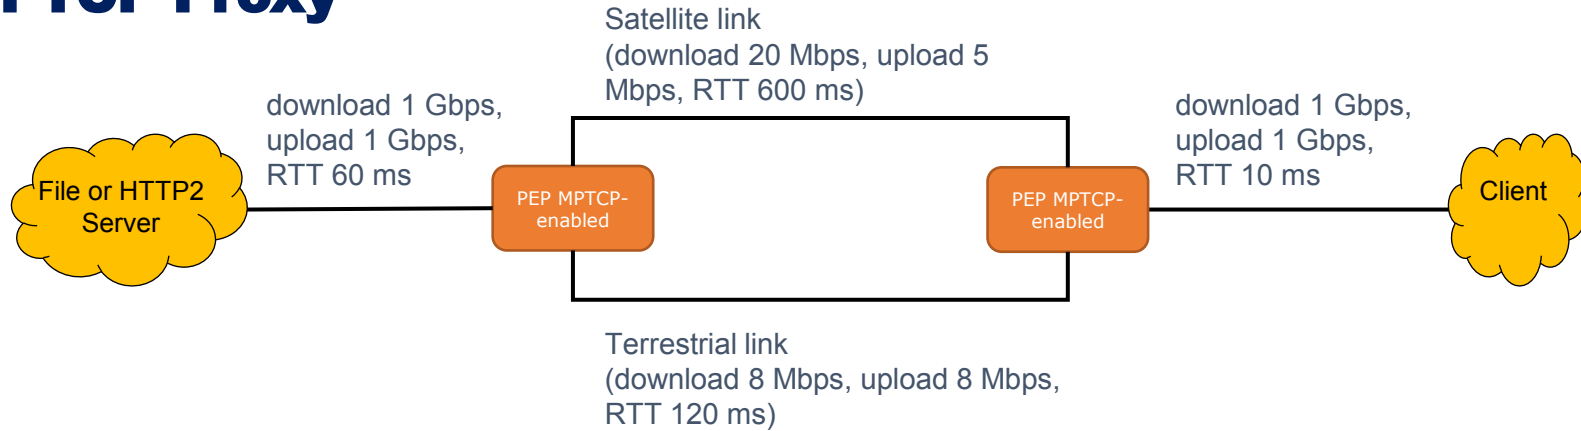 Proxy
Satellite link
(download 20 Mbps, upload 5
Mbps, RTT 600 ms)
download 1 Gbps,
upload 1 Gbps,
RTT 60 ms
download 1 Gbps,
upload 1 Gbps,
RTT 10 ms
File or HTTP2
Server
PEP MPTCP-
enabled
PEP MPTCP-
enabled
Client
Terrestrial link
(download 8 Mbps, upload 8 Mbps,
RTT 120 ms)